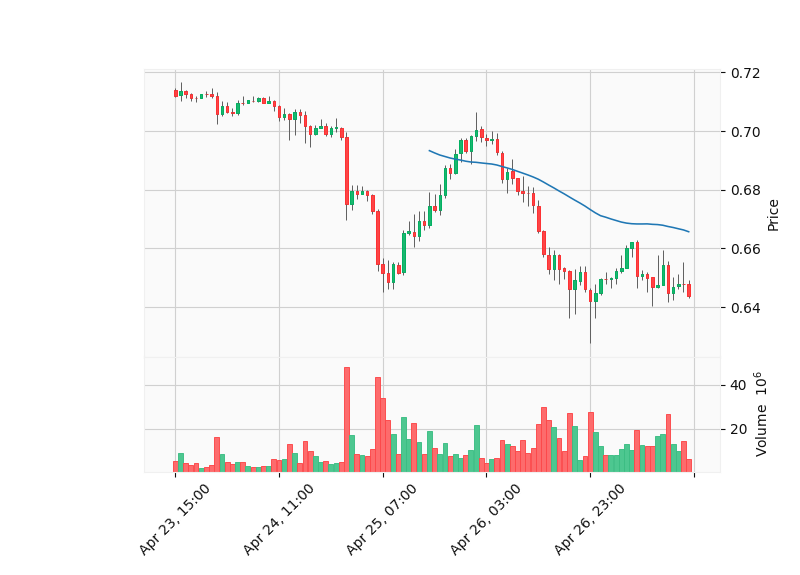 0.72
0.70
0.68
0.66
0.64
Price
40
20
Volume 10^6
Apr 23, 15:00
Apr 24, 11:00
Apr 25, 07:00
Apr 26, 03:00
Apr 26, 23:00